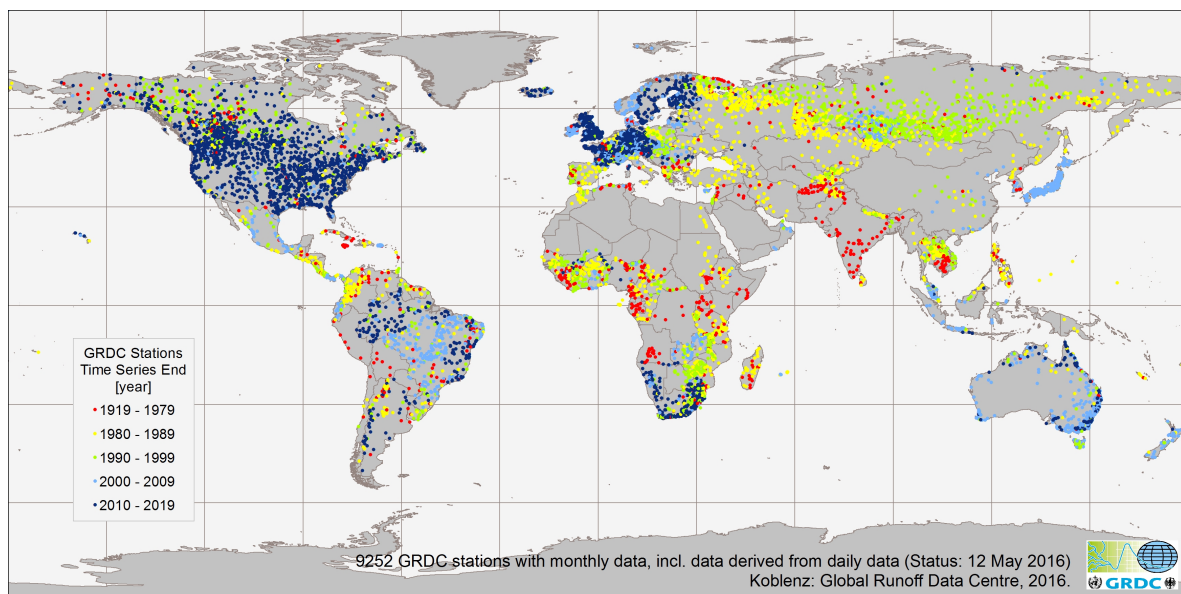 GRDC Stations
Time Series End
[year]
1919 - 1979
1980 - 1989
1990 - 1999
2000 - 2009
2010 - 2019
9252 GRDC stations with monthly data, incl. data derived from daily data (Status: 12 May 2016)
Koblenz: Global Runoff Data Centre, 2016.
GRDC